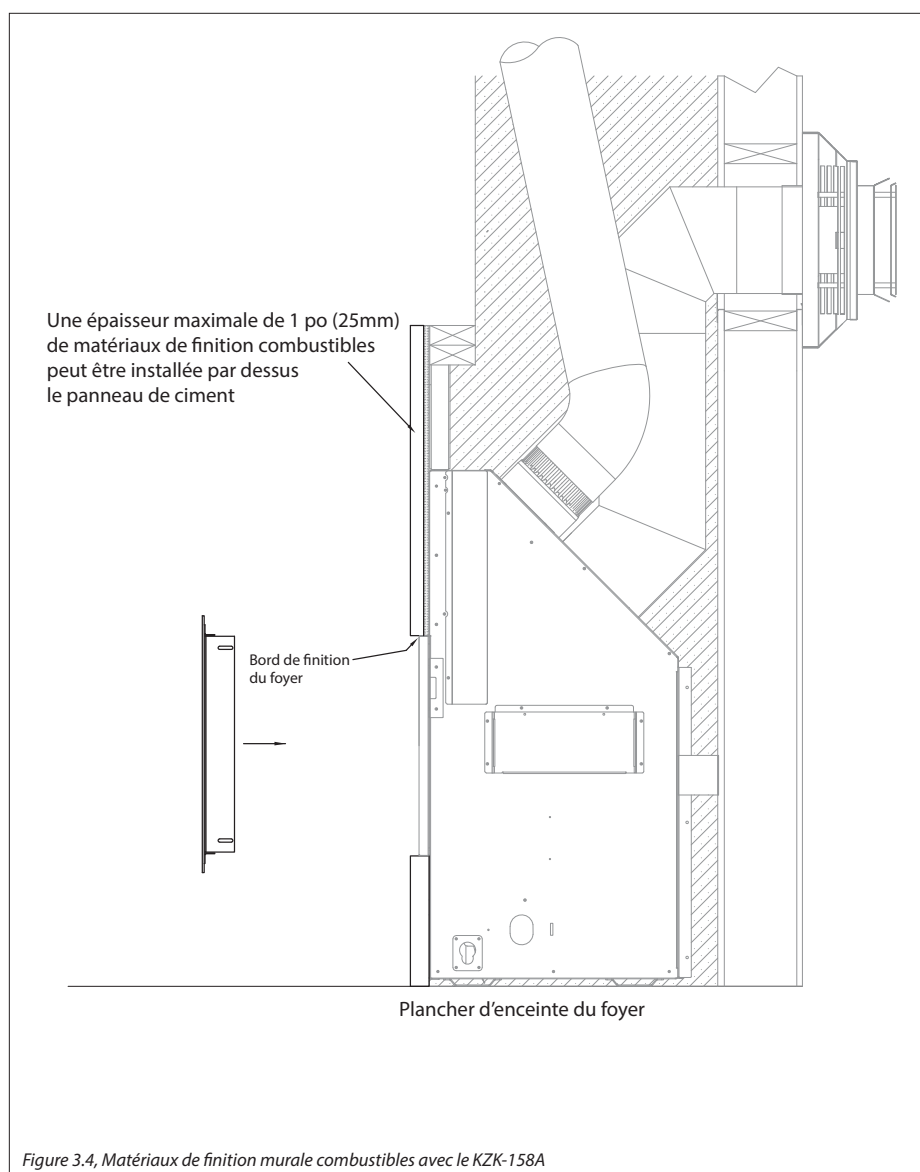 Une épaisseur maximale de 1 po (25mm)
de matériaux de finition combustibles
peut être installée par dessus
le panneau de ciment
Bord de finition
du foyer
Plancher d’enceinte du foyer
Figure 3.4, Matériaux de finition murale combustibles avec le KZK-158A